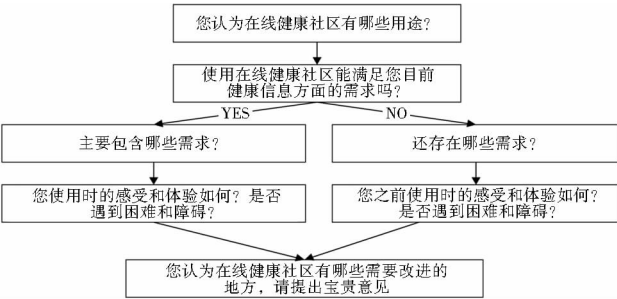 您认为在线健康社区有哪些用途？
使用在线健康社区能满足您目前
健康信息方面的需求吗？
YES
NO
主要包含哪些需求？
还存在哪些需求？
您使用时的感受和体验如何？是否
遇到困难和障碍？
您之前使用时的感受和体验如何？
是否遇到困难和障碍？
您认为在线健康社区有哪些需要改进的
地方，请提出宝贵意见